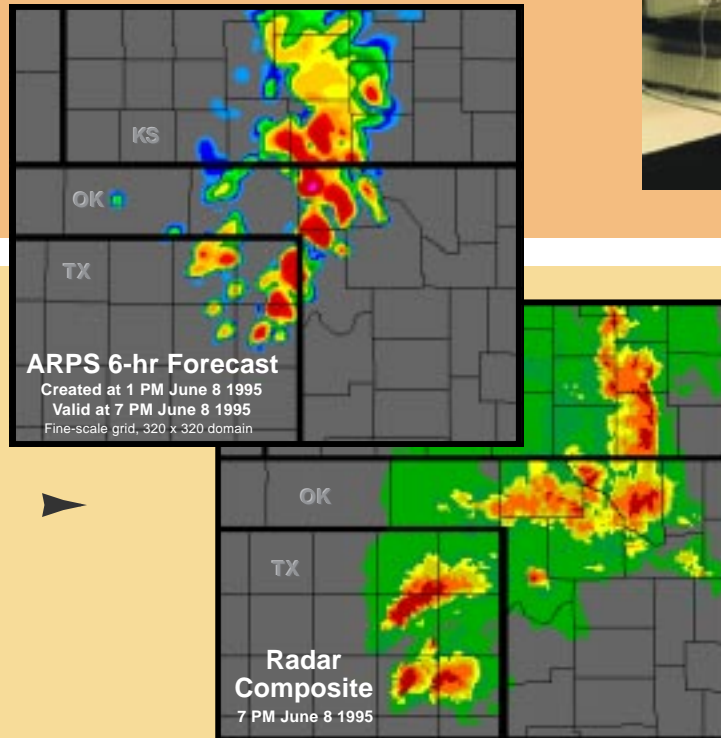 KS
OK
TX
ARPS 6-hr Forecast
Created at 1 PM June 8 1995
Valid at 7 PM June 8 1995
Fine-scale grid, 320 x 320 domain
OK
TX
Radar
Composite
7 PM June 8 1995